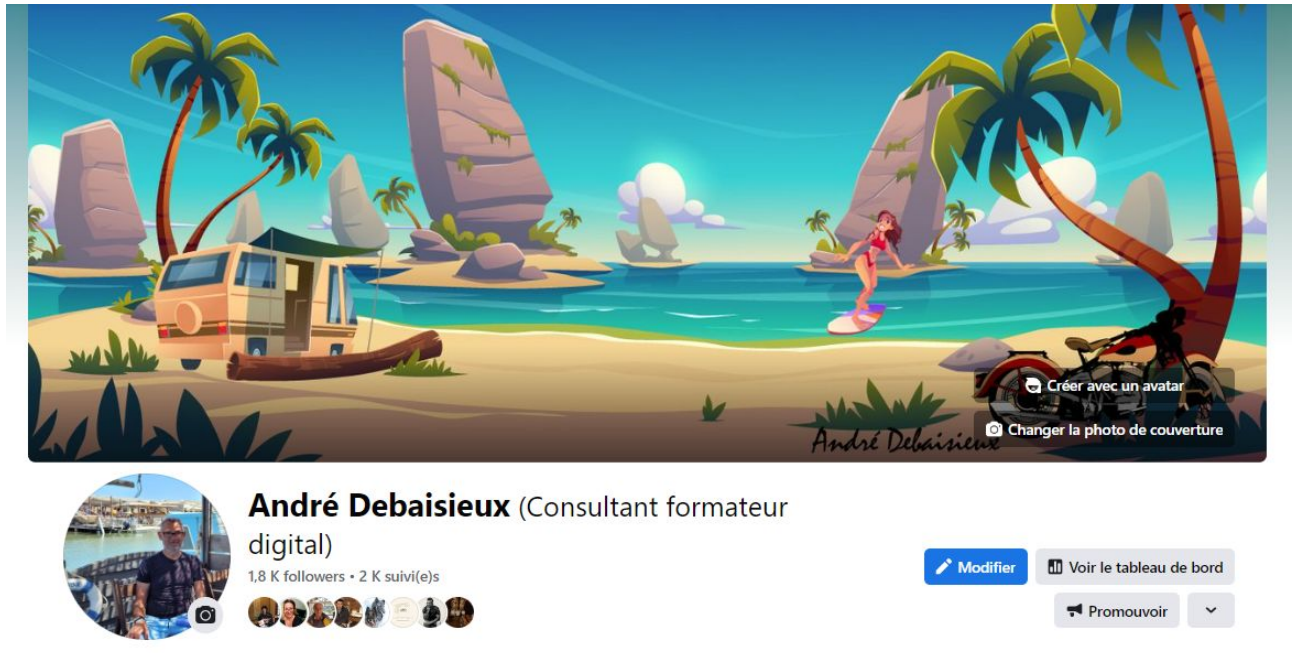 Créer avec un avatar
Changer la photo de couverture
André Debaisieux
André Debaisieux (Consultant formateur
digital)
1,8 K followers • 2 K suivi(e)s
Modifier
Voir le tableau de bord
Promouvoir